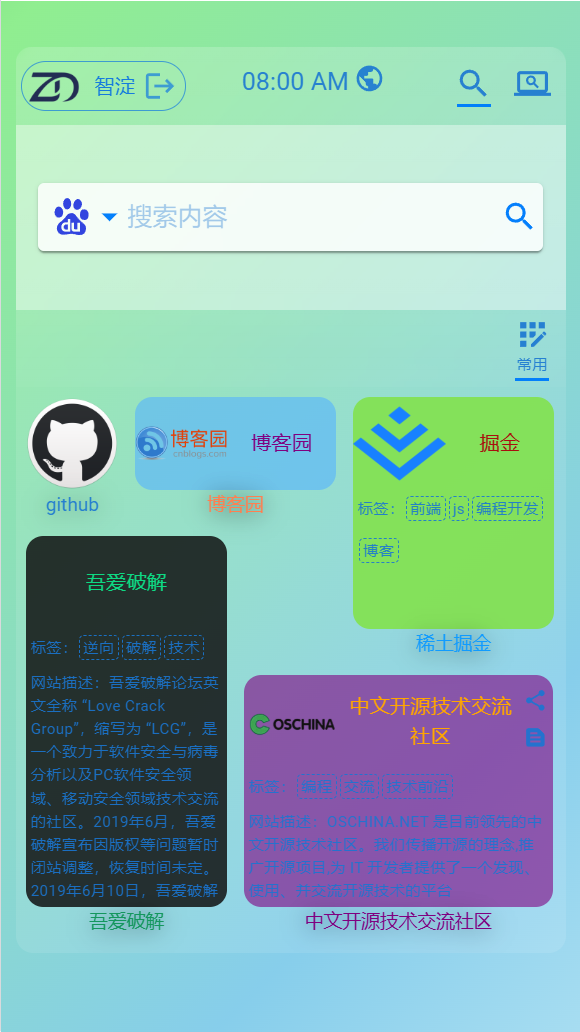 智淀
08:00 AM
du
搜索内容
常用
github
博客园
cnblogs.com
博客园
博客园
掘金
标签： 前端 js 编程开发
博客
稀土掘金
吾爱破解
标签： 逆向 破解 技术
网站描述：吾爱破解论坛英
文全称 “Love Crack
Group”，缩写为 “LCG”，是
一个致力于软件安全与病毒
分析以及PC软件安全领
域、移动安全领域技术交流
的社区。2019年6月，吾爱
破解宣布因版权等问题暂时
闭站调整，恢复时间未定。
2019年6月10日，吾爱破解
吾爱破解
OSCHINA
中文开源技术交流
社区
标签： 编程 交流 技术前沿
网站描述：OSCHINA.NET 是目前领先的中
文开源技术社区。我们传播开源的理念,推
广开源项目,为 IT 开发者提供了一个发现、
使用、并交流开源技术的平台
中文开源技术交流社区